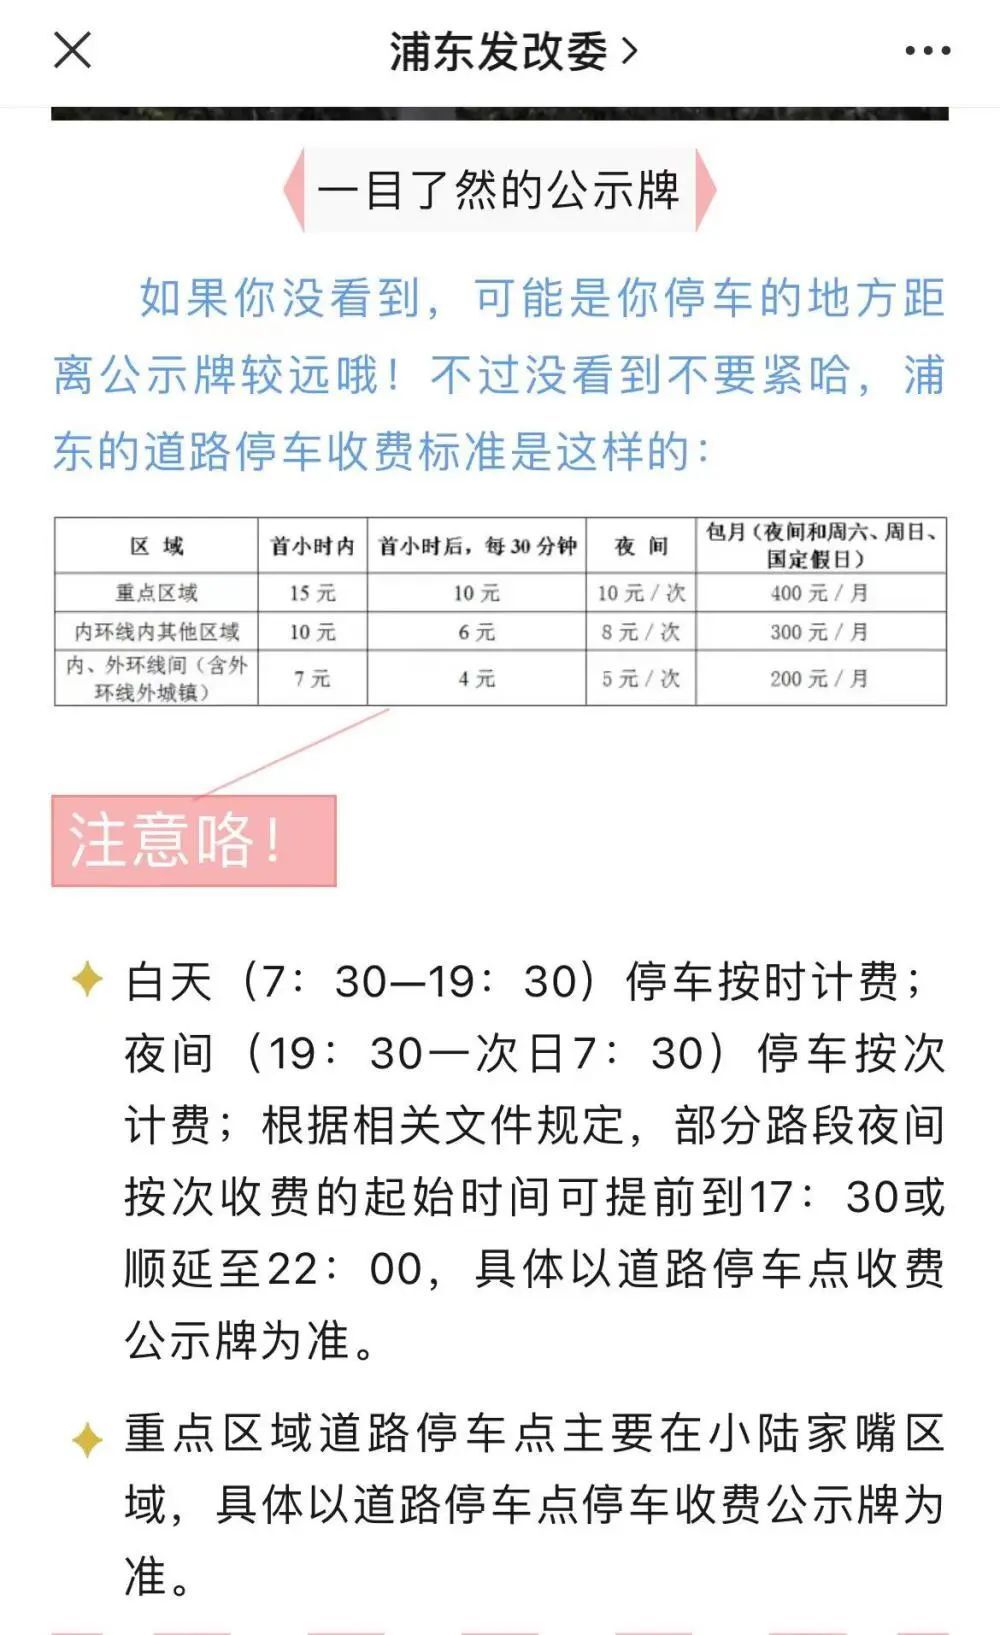 浦东发改委
一目了然的公示牌
如果你没看到，可能是你停车的地方距
离公示牌较远哦！不过没看到不要紧哈，浦
东的道路停车收费标准是这样的：
区 域 首小时内 首小时后，每30分钟 夜 间 包月（夜间和周六、周日、
国定假日）
重点区域 15 元 10 元 10 元 / 次 400 元 / 月
内环线内其他区域 10 元 6 元 8 元 / 次 300 元 / 月
内、外环线间（含外
环线外城镇） 7 元 4 元 5 元 / 次 200 元 / 月
注意咯！
白天（7：30—19：30）停车按时计费；
夜间（19：30一次日7：30）停车按次
计费；根据相关文件规定，部分路段夜间
按次收费的起始时间可提前到17：30或
顺延至22：00，具体以道路停车点收费
公示牌为准。
重点区域道路停车点主要在小陆家嘴区
域，具体以道路停车点停车收费公示牌为
准。